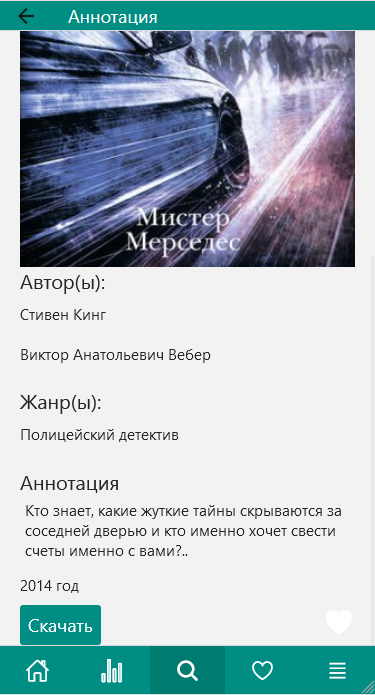 Аннотация
Мистер
Мерседес
Автор(ы):
Стивен Кинг
Виктор Анатольевич Вебер
Жанр(ы):
Полицейский детектив
Аннотация
Кто знает, какие жуткие тайны скрываются за
соседней дверью и кто именно хочет свести
счеты именно с вами?..
2014 год
Скачать